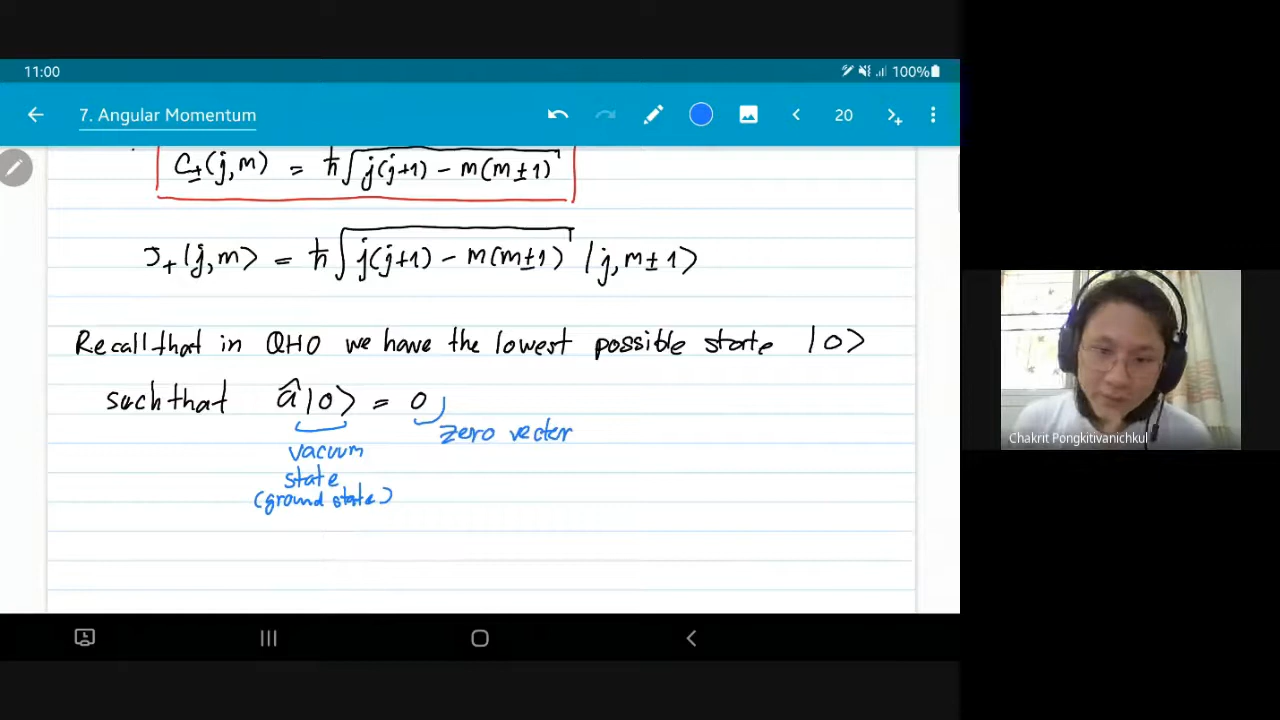 11:00
100%
7. Angular Momentum
20
C±(j,m) = ħ√(j(j+1) − m(m±1))
J+|j,m⟩ = ħ√(j(j+1) − m(m±1)) |j, m±1⟩
Recall that in QHO we have the lowest possible state |0⟩
such that â|0⟩ = 0
zero vector
vacuum
state
(ground state)
Chakrit Pongkitivanichkul